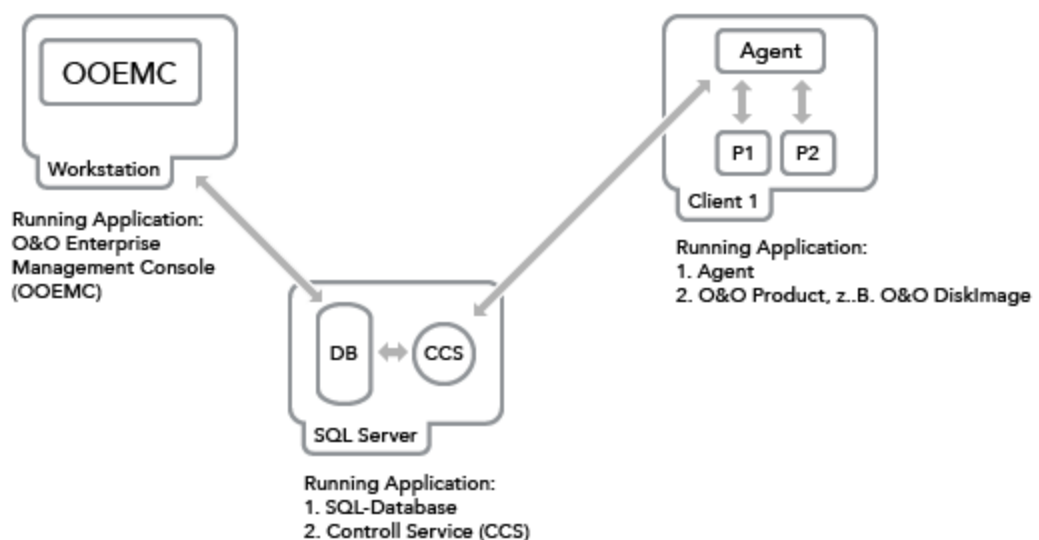 OOEMC
Workstation
Running Application:
O&O Enterprise
Management Console
(OOEMC)
Agent
P1
P2
Client 1
Running Application:
1. Agent
2. O&O Product, z..B. O&O DiskImage
DB
CCS
SQL Server
Running Application:
1. SQL-Database
2. Controll Service (CCS)